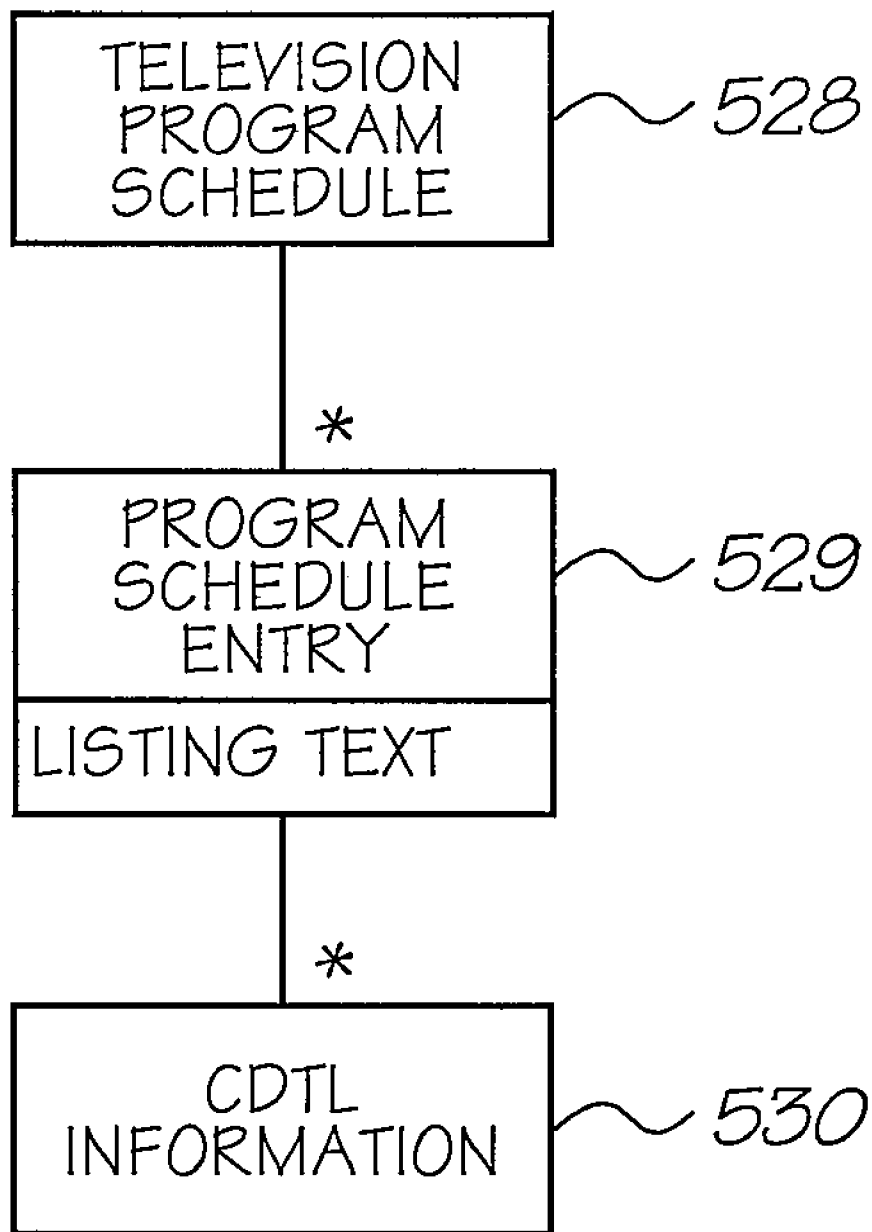 TELEVISION
PROGRAM
SCHEDULE
528
*
PROGRAM
SCHEDULE
ENTRY
529
LISTING TEXT
*
CDTL
INFORMATION
530